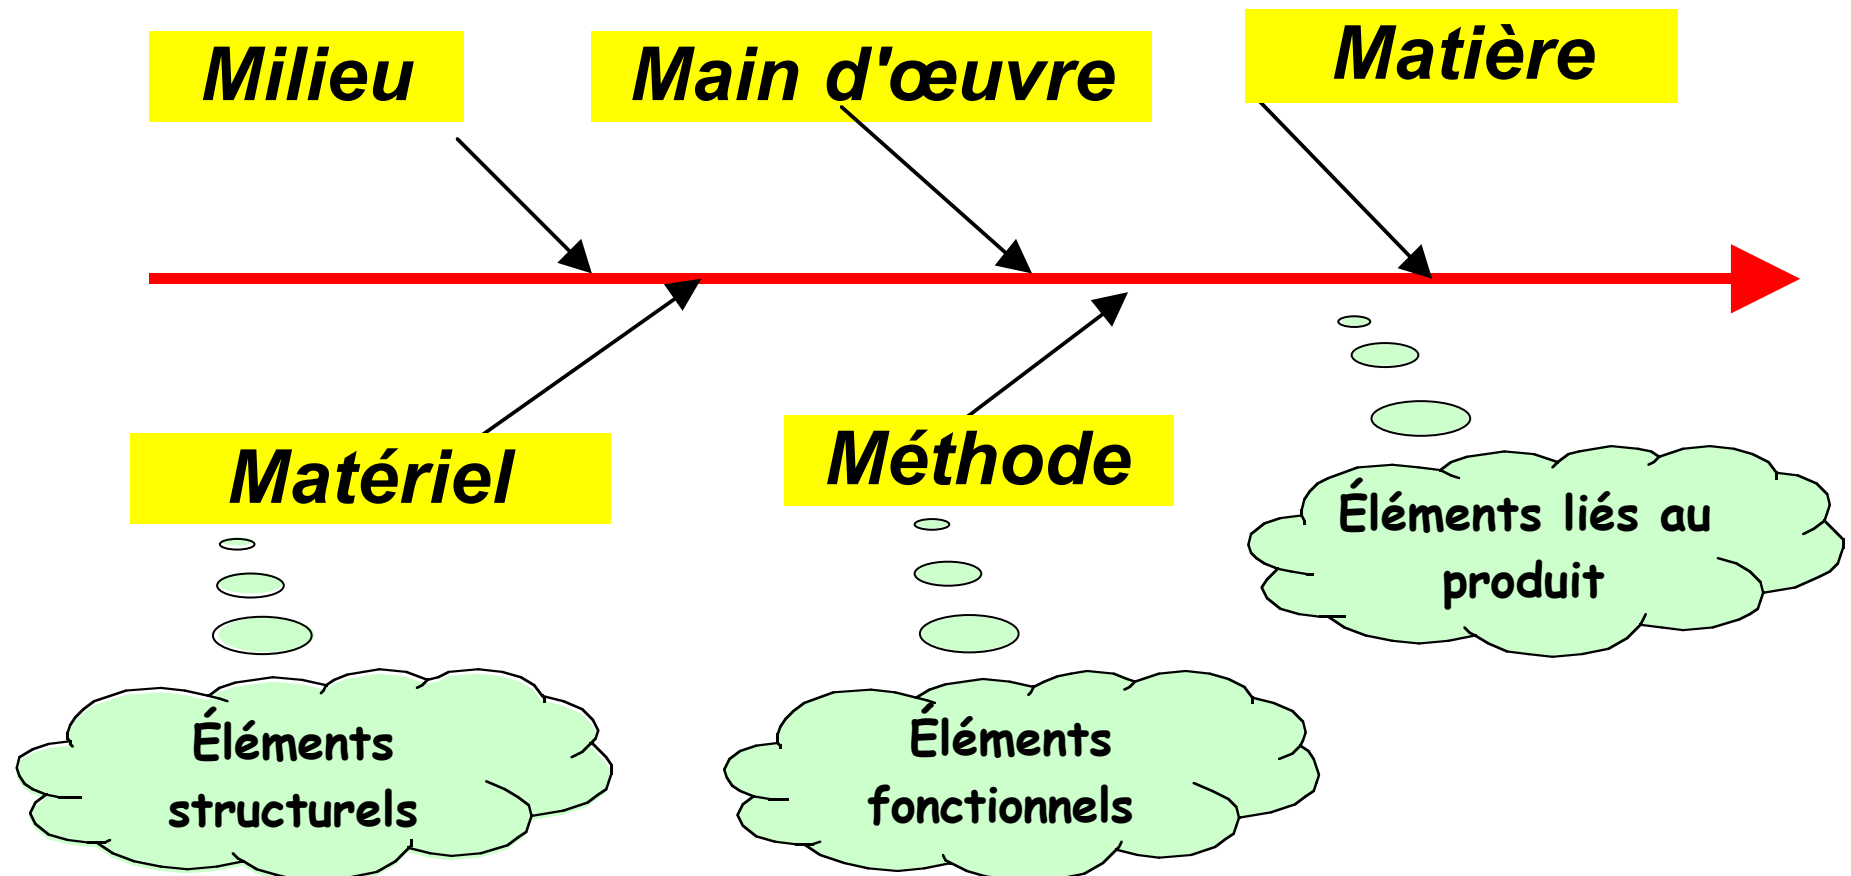 Milieu
Main d'œuvre
Matière
Matériel
Méthode
Éléments liés au
produit
Éléments
structurels
Éléments
fonctionnels